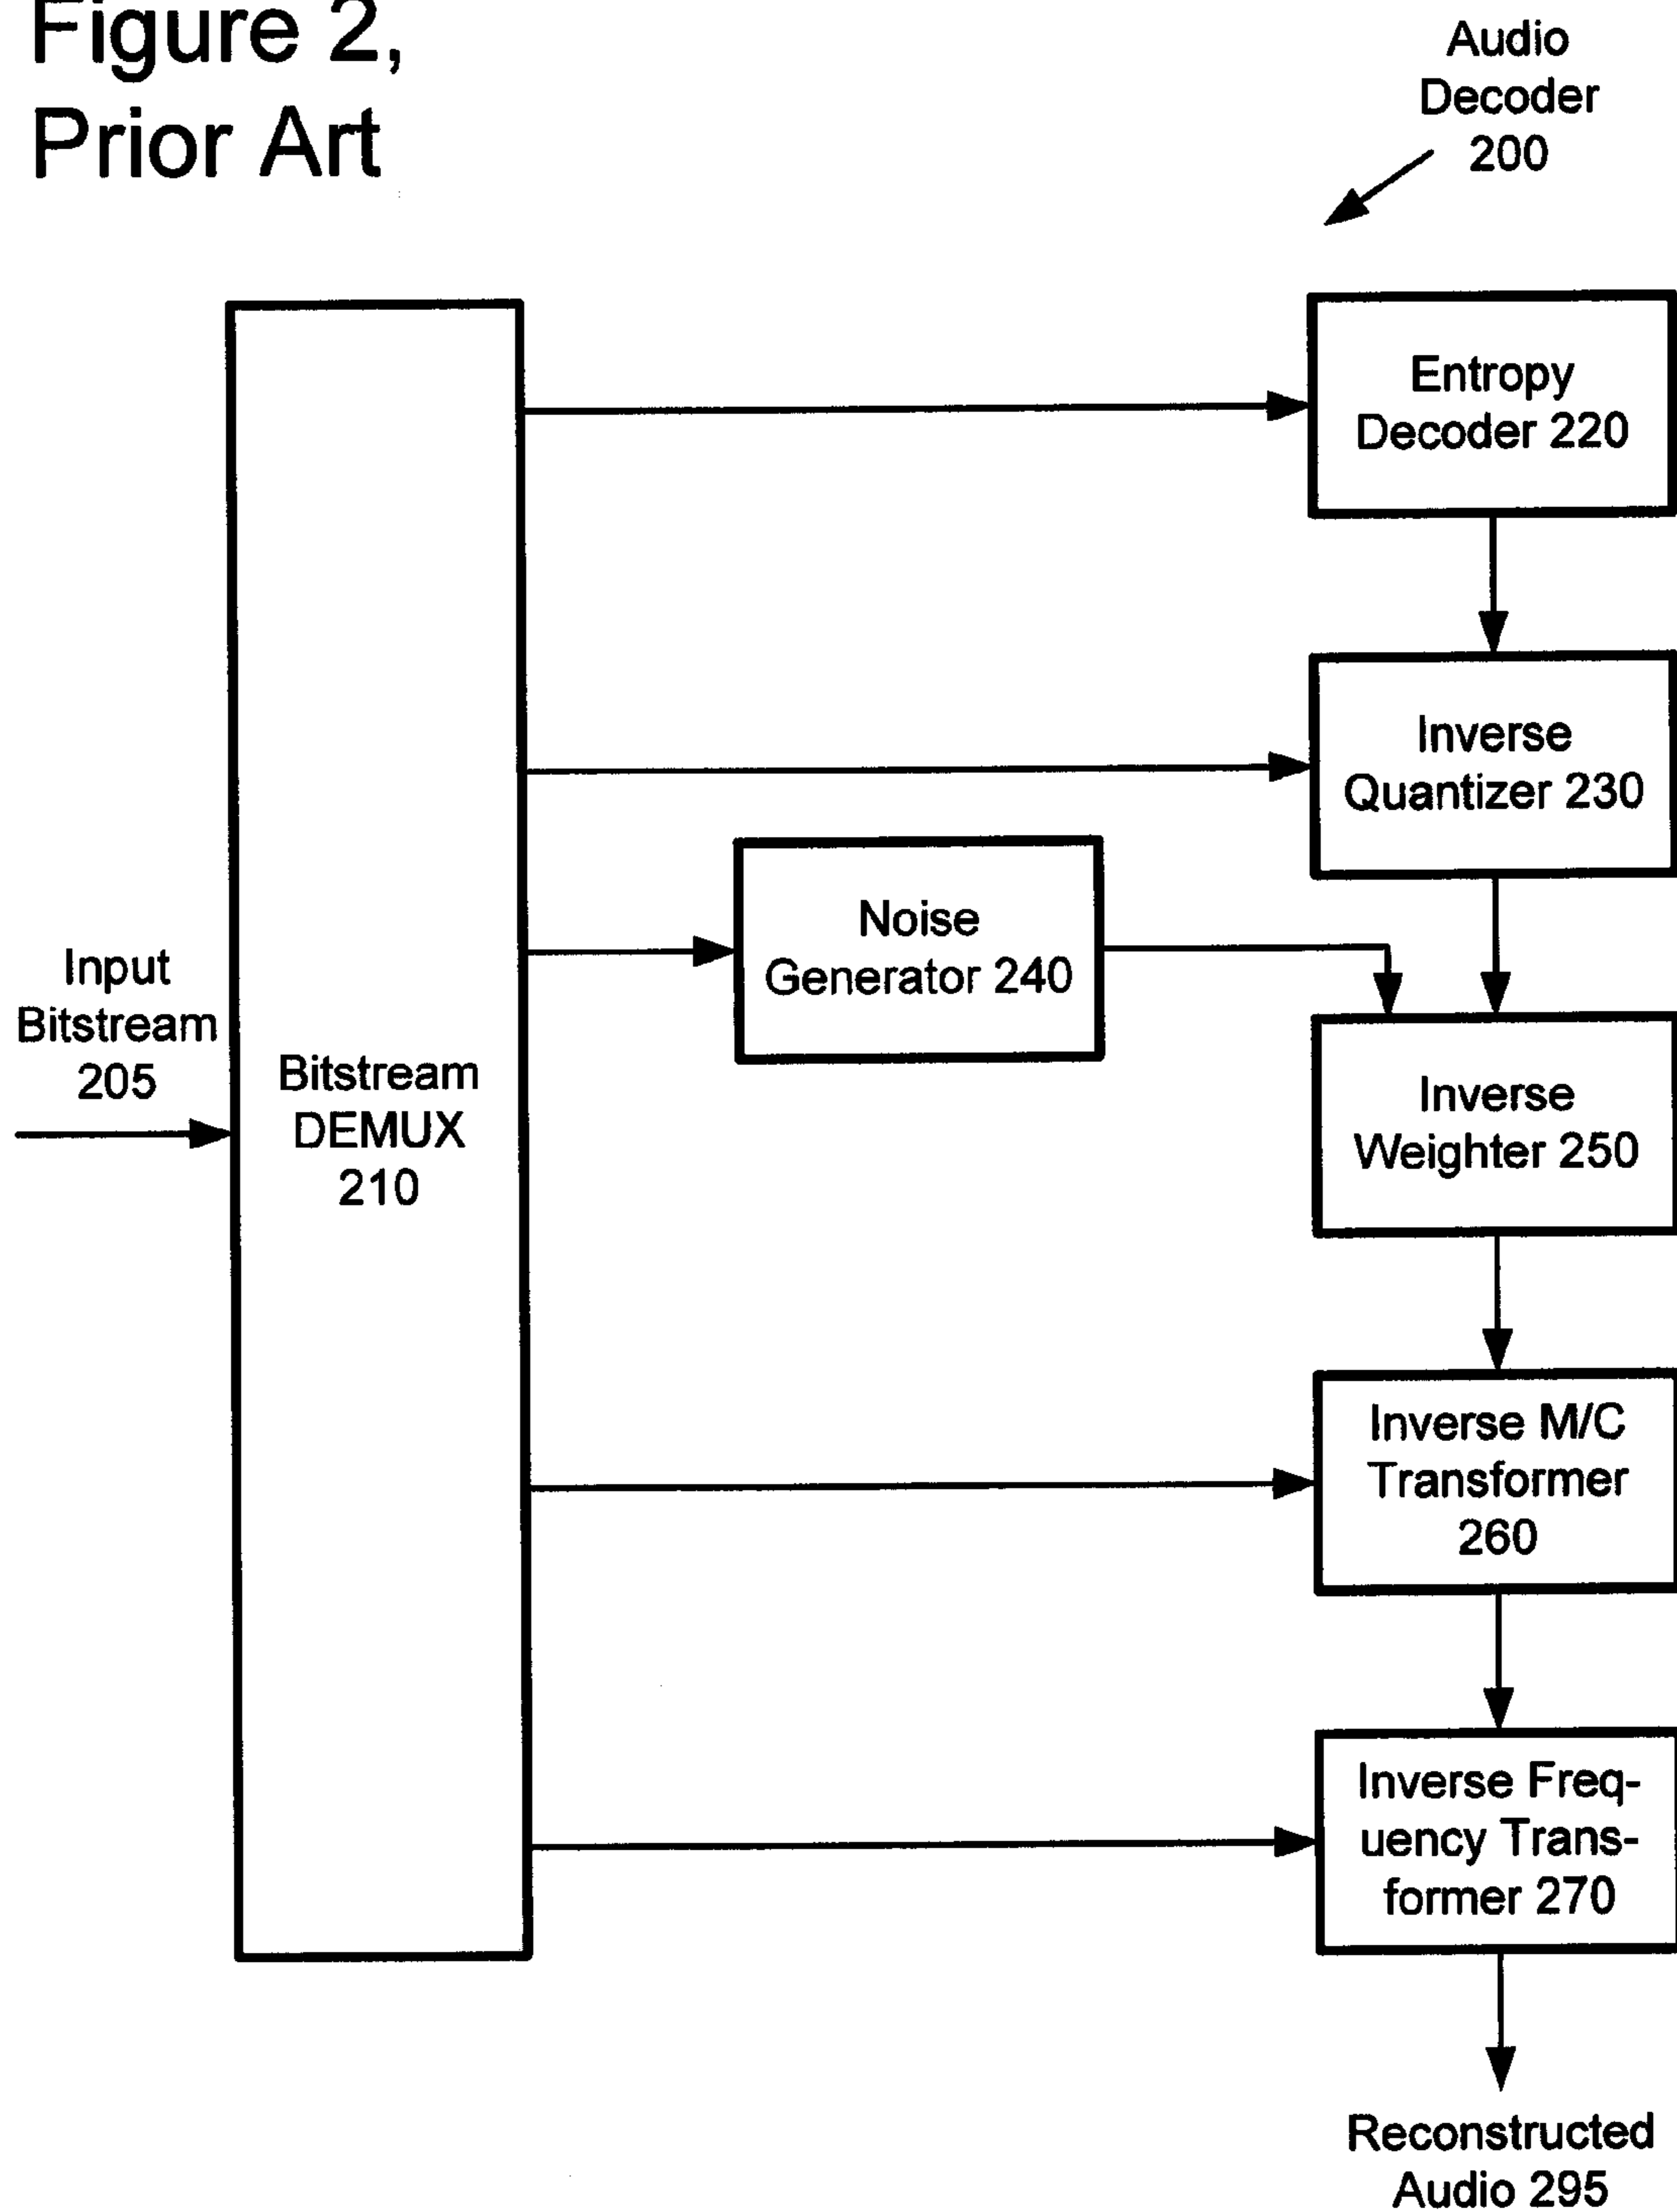 Figure 2,
Prior Art
Audio
Decoder
200
Entropy
Decoder 220
Inverse
Quantizer 230
Noise
Generator 240
Input
Bitstream
205
Bitstream
DEMUX
210
Inverse
Weighter 250
Inverse M/C
Transformer
260
Inverse Freq-
uency Trans-
former 270
Reconstructed
Audio 295